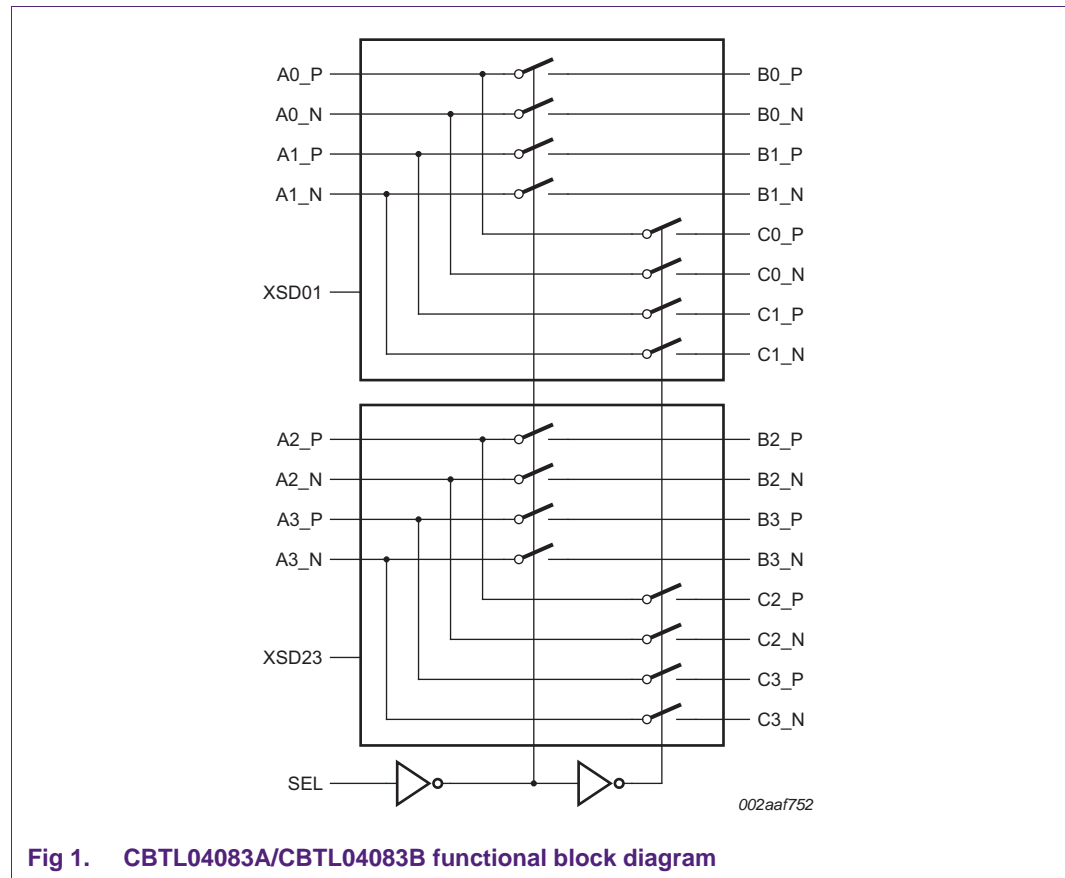 A0_P
B0_P
A0_N
B0_N
A1_P
B1_P
A1_N
B1_N
C0_P
C0_N
XSD01
C1_P
C1_N
A2_P
B2_P
A2_N
B2_N
A3_P
B3_P
A3_N
B3_N
C2_P
C2_N
XSD23
C3_P
C3_N
SEL
002aaf752
Fig 1. CBTL04083A/CBTL04083B functional block diagram